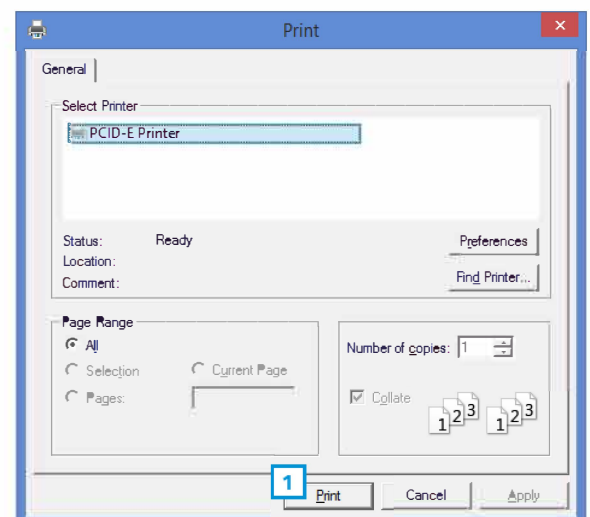 Print
General
Select Printer
PCID-E Printer
Status: Ready Preferences
Location:
Comment: Find Printer...
Page Range
All Number of copies: 1
Selection Current Page
Pages: Collate
1 2 3 1 2 3
1
Print Cancel Apply